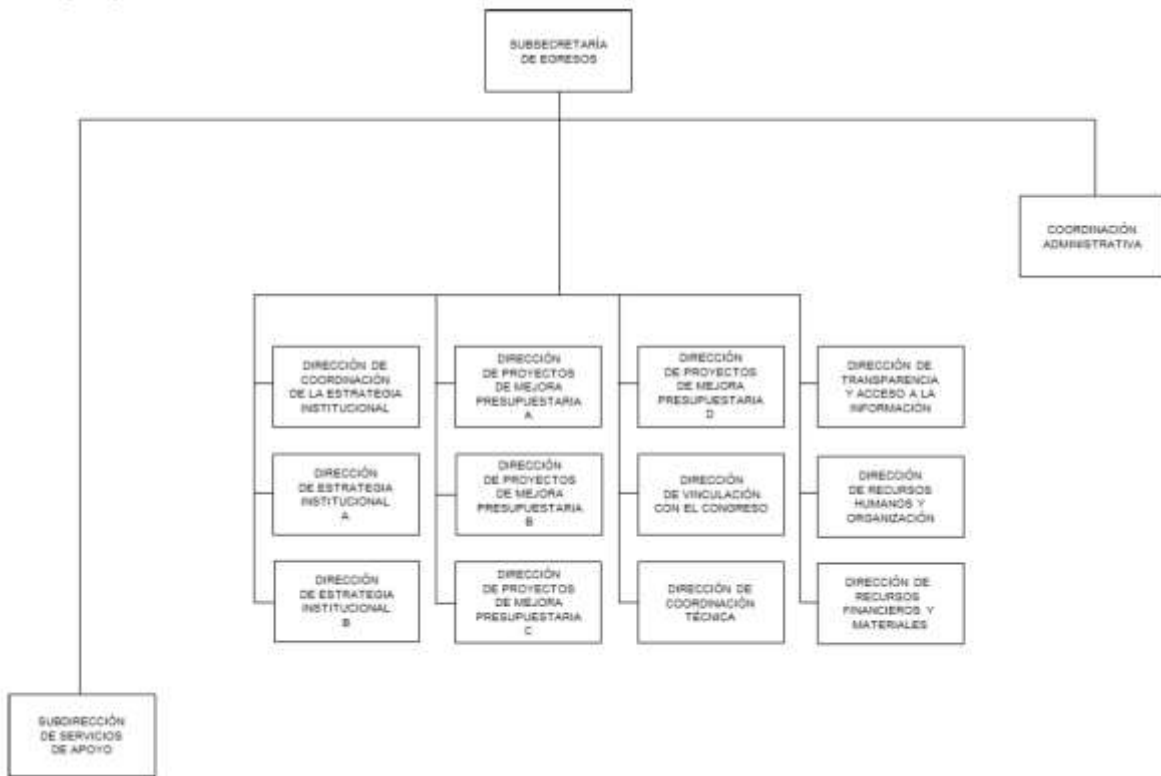 SUBSECRETARÍA
DE EGRESOS
COORDINACIÓN
ADMINISTRATIVA
DIRECCIÓN DE
COORDINACIÓN
DE LA ESTRATEGIA
INSTITUCIONAL
DIRECCIÓN
DE PROYECTOS
DE MEJORA
PRESUPUESTARIA
A
DIRECCIÓN
DE PROYECTOS
DE MEJORA
PRESUPUESTARIA
D
DIRECCIÓN DE
TRANSPARENCIA
Y ACCESO A LA
INFORMACIÓN
DIRECCIÓN
DE ESTRATEGIA
INSTITUCIONAL
A
DIRECCIÓN
DE PROYECTOS
DE MEJORA
PRESUPUESTARIA
B
DIRECCIÓN
DE VINCULACIÓN
CON EL CONGRESO
DIRECCIÓN
DE RECURSOS
HUMANOS Y
ORGANIZACIÓN
DIRECCIÓN
DE ESTRATEGIA
INSTITUCIONAL
B
DIRECCIÓN
DE PROYECTOS
DE MEJORA
PRESUPUESTARIA
C
DIRECCIÓN DE
COORDINACIÓN
TÉCNICA
DIRECCIÓN DE
RECURSOS
FINANCIEROS Y
MATERIALES
SUBDIRECCIÓN
DE SERVICIOS
DE APOYO